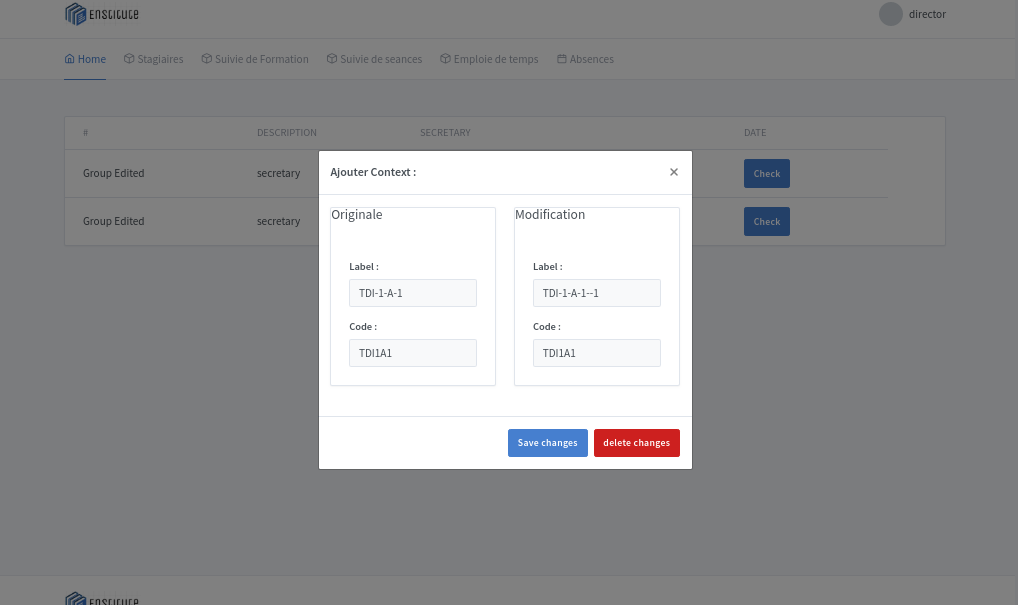 Enstitute
director
Home Stagiaires Suivie de Formation Suivie de seances Emploie de temps Absences
# DESCRIPTION SECRETARY DATE
Group Edited secretary Check
Group Edited secretary Check
Ajouter Context : ×
Originale
Label :
TDI-1-A-1
Code :
TDI1A1
Modification
Label :
TDI-1-A-1--1
Code :
TDI1A1
Save changes delete changes
Enstitute